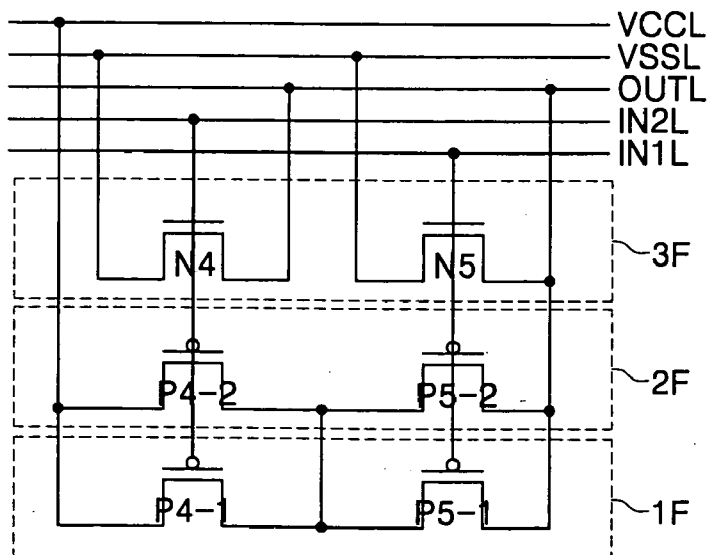 VCCL
VSSL
OUTL
IN2L
IN1L
N4 N5 3F
P4-2 P5-2 2F
P4-1 P5-1 1F